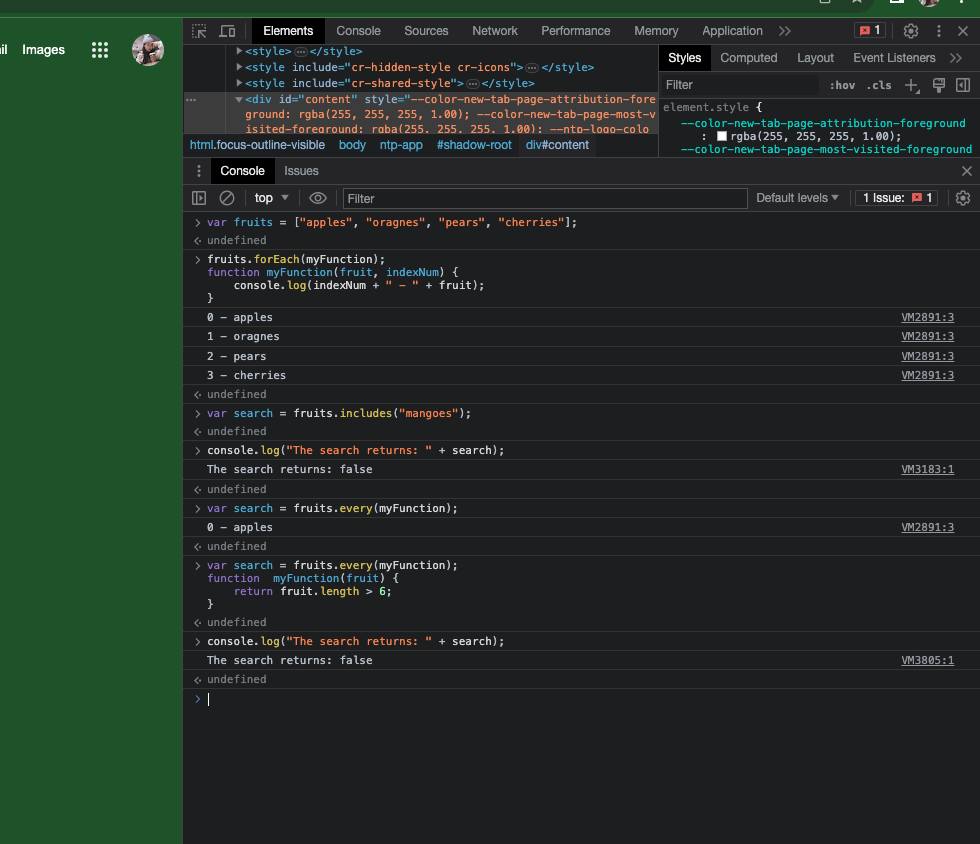 il Images
Elements Console Sources Network Performance Memory Application 1
<style> … </style>
<style include="cr-hidden-style cr-icons"> … </style>
<style include="cr-shared-style"> … </style>
<div id="content" style="--color-new-tab-page-attribution-fore
ground: rgba(255, 255, 255, 1.00); --color-new-tab-page-most-v
isited-foreground: rgba(255, 255, 255, 1.00); --ntp-logo-colo
html.focus-outline-visible body ntp-app #shadow-root div#content
Styles Computed Layout Event Listeners
Filter :hov .cls
element.style {
--color-new-tab-page-attribution-foreground
: rgba(255, 255, 255, 1.00);
--color-new-tab-page-most-visited-foreground
Console Issues
top Filter Default levels 1 Issue: 1
> var fruits = ["apples", "oragnes", "pears", "cherries"];
undefined
> fruits.forEach(myFunction);
function myFunction(fruit, indexNum) {
console.log(indexNum + " - " + fruit);
}
0 - apples VM2891:3
1 - oragnes VM2891:3
2 - pears VM2891:3
3 - cherries VM2891:3
undefined
> var search = fruits.includes("mangoes");
undefined
> console.log("The search returns: " + search);
The search returns: false VM3183:1
undefined
> var search = fruits.every(myFunction);
0 - apples VM2891:3
undefined
> var search = fruits.every(myFunction);
function  myFunction(fruit) {
return fruit.length > 6;
}
undefined
> console.log("The search returns: " + search);
The search returns: false VM3805:1
undefined
>